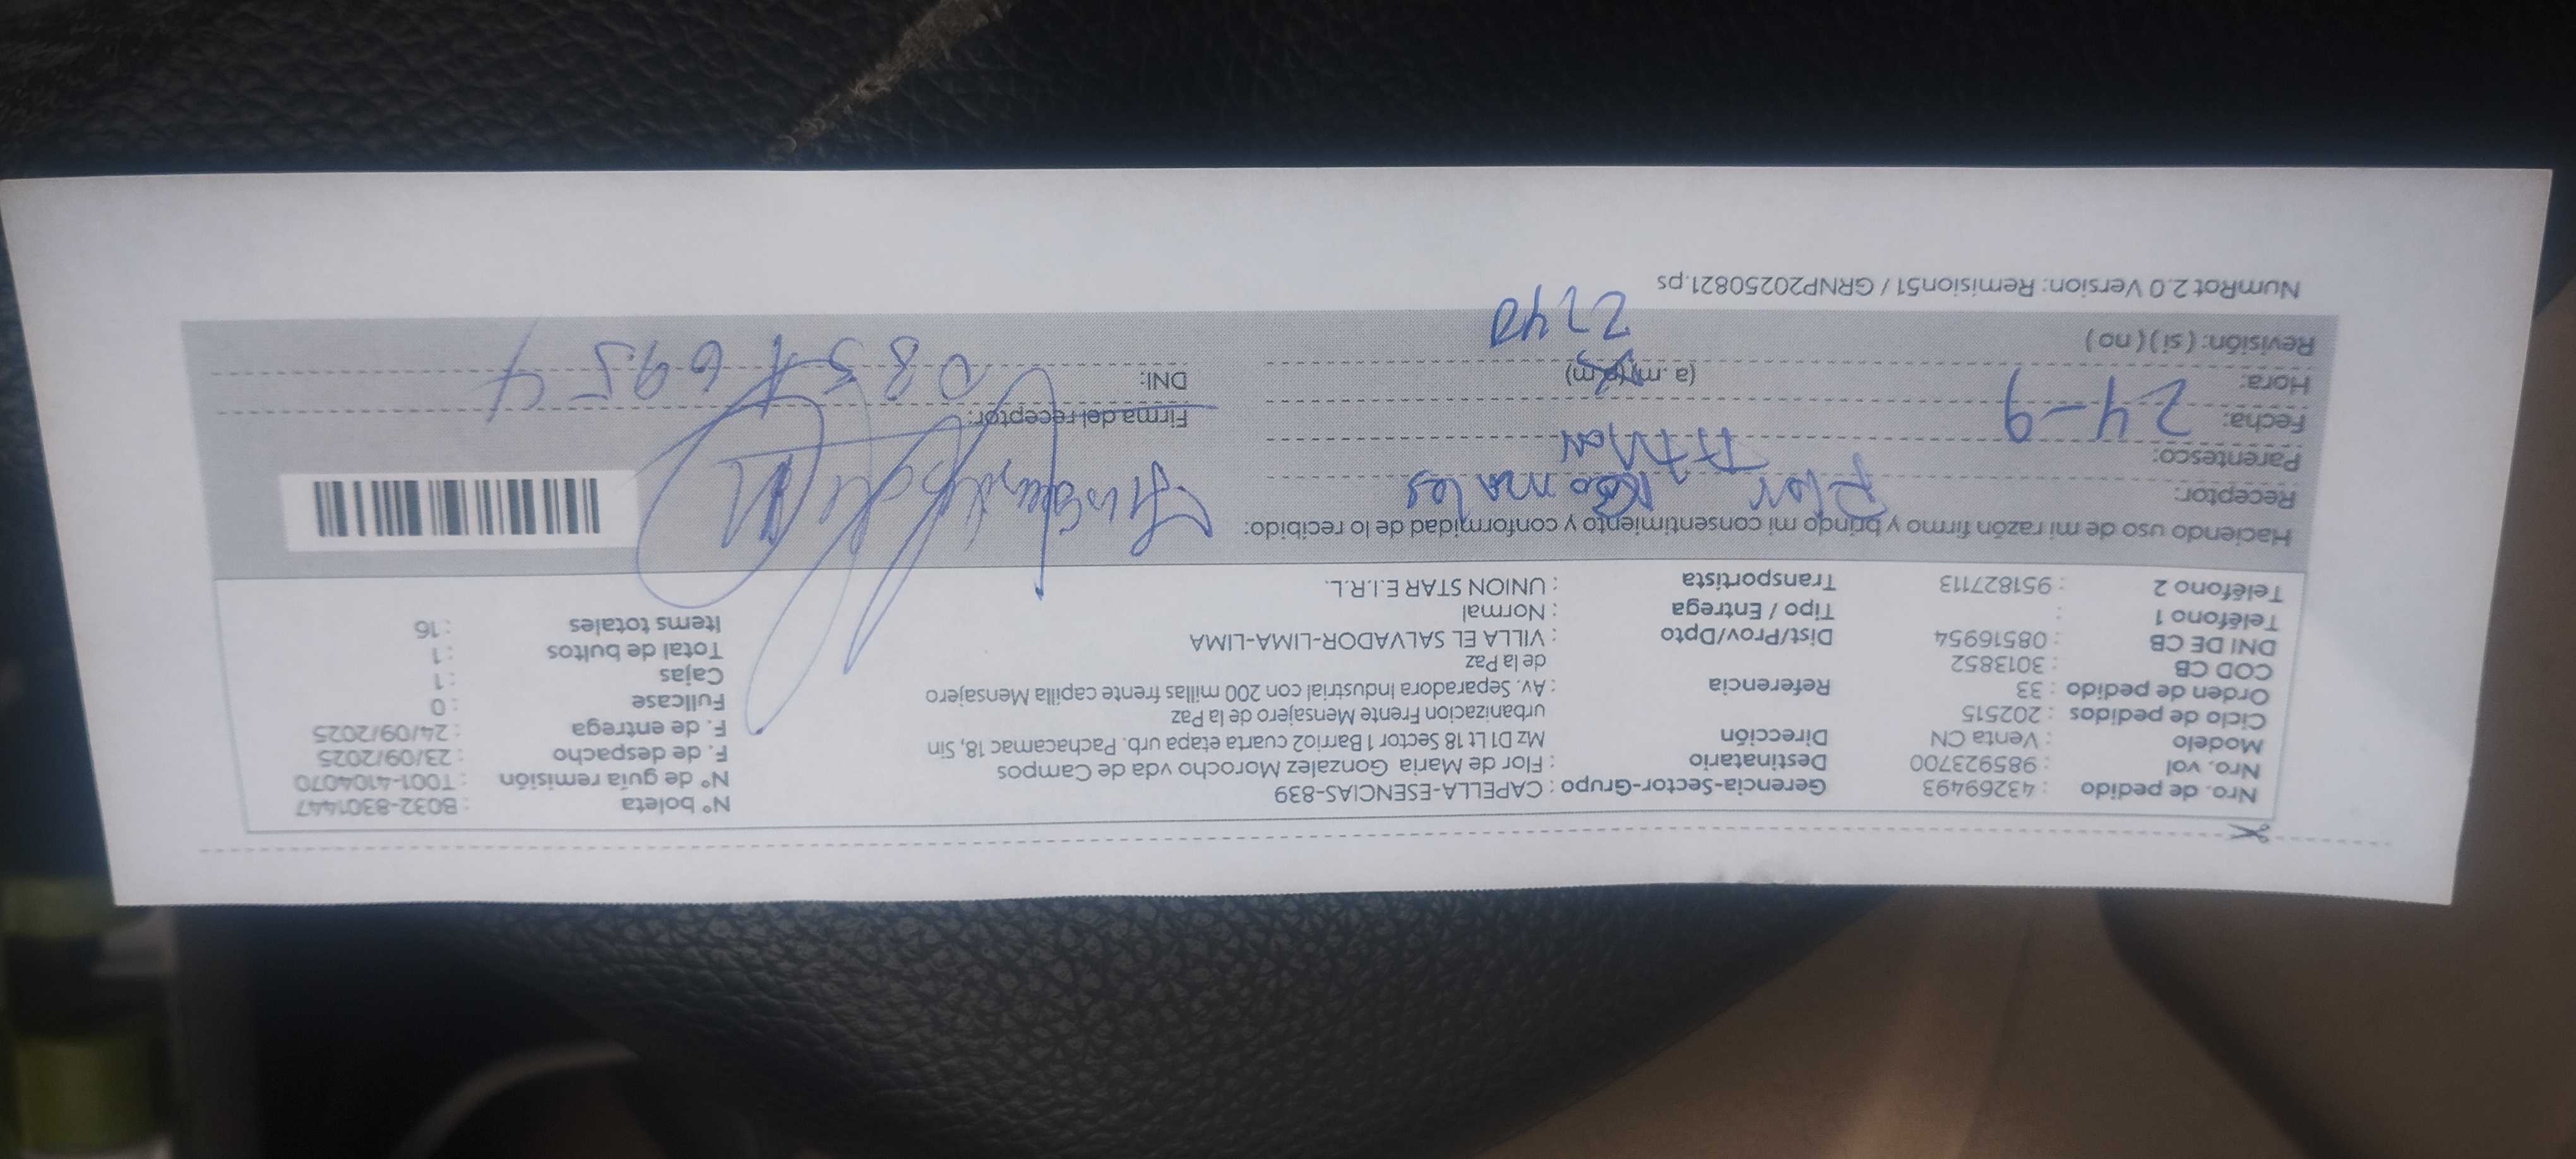 Nro. de pedido : 43269493
Nro. vol : 985923700
Modelo : Venta CN
Ciclo de pedidos : 202515
Orden de pedido : 33
COD CB : 3013852
DNI DE CB : 08516954
Teléfono 1 :
Teléfono 2 : 951827113
Gerencia-Sector-Grupo : CAPELLA-ESENCIAS-839
Destinatario : Flor de Maria Gonzalez Morocho vda de Campos
Dirección Mz D1 Lt 18 Sector 1 Barrio2 cuarta etapa urb. Pachacamac 18, Sin
urbanizacion Frente Mensajero de la Paz
Referencia : Av. Separadora Industrial con 200 millas frente capilla Mensajero
de la Paz
Dist/Prov/Dpto : VILLA EL SALVADOR-LIMA-LIMA
Tipo / Entrega : Normal
Transportista : UNION STAR E.I.R.L.
N° boleta : B032-8301447
N° de guía remisión : T001-4104070
F. de despacho : 23/09/2025
F. de entrega : 24/09/2025
Fullcase : 0
Cajas : 1
Total de bultos : 1
Items totales : 16
Haciendo uso de mi razón firmo y brindo mi consentimiento y conformidad de lo recibido:
Receptor: Flor
Parentesco:
Fecha: 24-9
Hora: (a.m) (p.m)
Revisión: ( si ) ( no )
Firma del receptor:
DNI:
NumRot 2.0 Version: Remision51 / GRNP20250821.ps